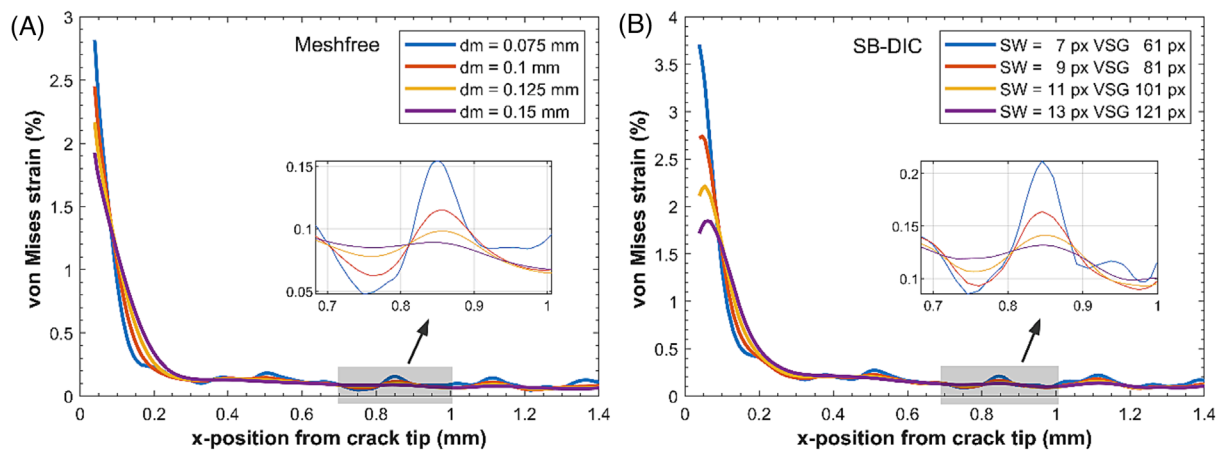 (A)
Meshfree
dm = 0.075 mm
dm = 0.1 mm
dm = 0.125 mm
dm = 0.15 mm
von Mises strain (%)
3
2.5
2
1.5
1
0.5
0
0 0.2 0.4 0.6 0.8 1 1.2 1.4
x-position from crack tip (mm)
0.15
0.1
0.05
0.7 0.8 0.9 1
(B)
SB-DIC
SW = 7 px VSG 61 px
SW = 9 px VSG 81 px
SW = 11 px VSG 101 px
SW = 13 px VSG 121 px
von Mises strain (%)
4
3.5
3
2.5
2
1.5
1
0.5
0
0 0.2 0.4 0.6 0.8 1 1.2 1.4
x-position from crack tip (mm)
0.2
0.15
0.1
0.7 0.8 0.9 1